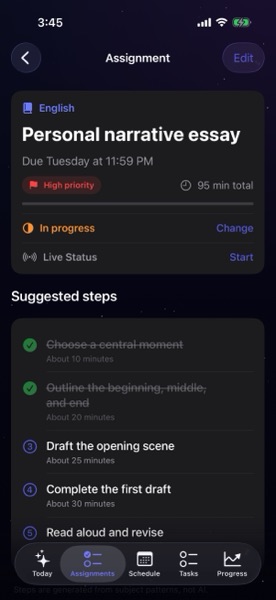 3:45
Assignment
Edit
English
Personal narrative essay
Due Tuesday at 11:59 PM
High priority
95 min total
In progress
Change
Live Status
Start
Suggested steps
Choose a central moment
About 10 minutes
Outline the beginning, middle,
and end
About 20 minutes
3 Draft the opening scene
About 25 minutes
4 Complete the first draft
About 30 minutes
5 Read aloud and revise
Today
Assignments
Schedule
Tasks
Progress